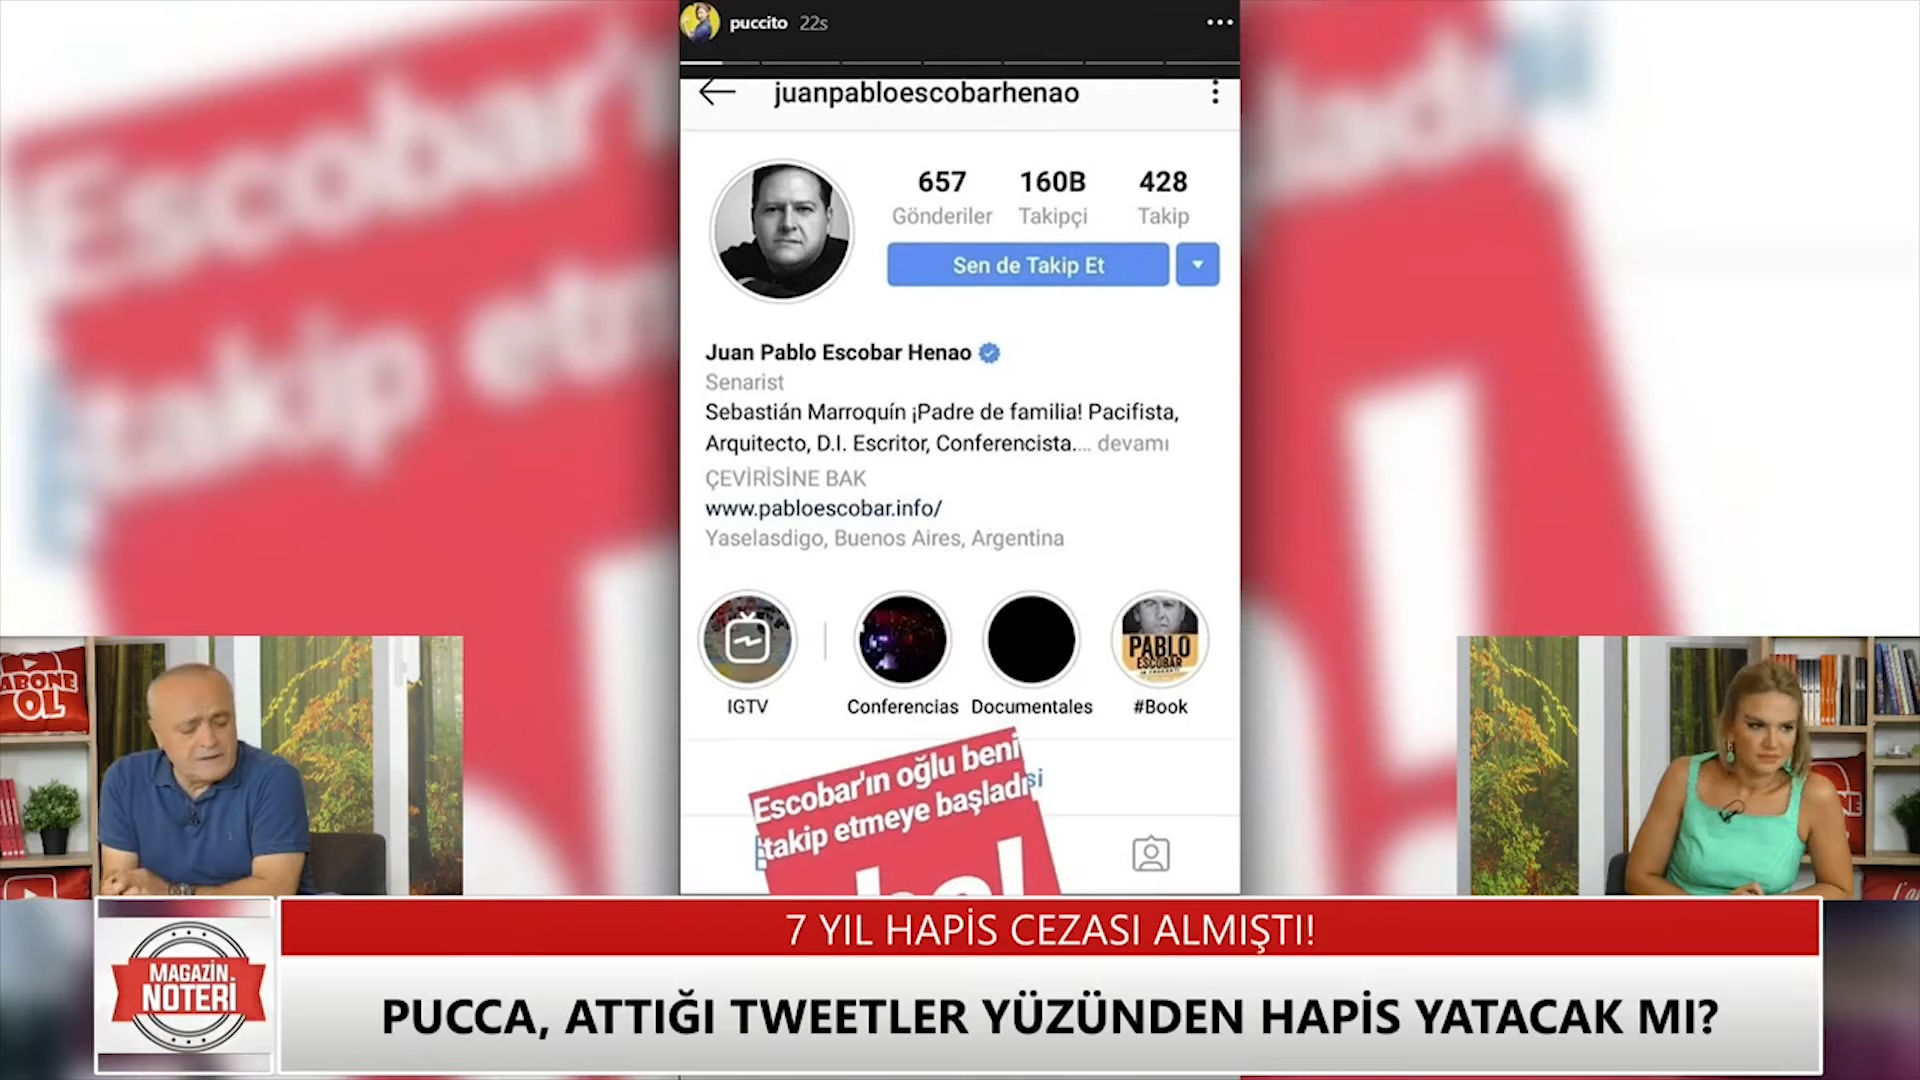 puccito 22s
juanpabloescobarhenao
657 160B 428
Gönderiler Takipçi Takip
Sen de Takip Et
Juan Pablo Escobar Henao
Senarist
Sebastián Marroquín ¡Padre de familia! Pacifista,
Arquitecto, D.I. Escritor, Conferencista.... devamı
ÇEVİRİSİNE BAK
www.pabloescobar.info/
Yaselasdigo, Buenos Aires, Argentina
PABLO
ESCOBAR
IGTV Conferencias Documentales #Book
Escobar'ın oğlu beni
takip etmeye başladı
Escobar'
takip etm
ABONE
OL
MAGAZİN
NOTERİ
7 YIL HAPİS CEZASI ALMIŞTI!
PUCCA, ATTIĞI TWEETLER YÜZÜNDEN HAPİS YATACAK MI?